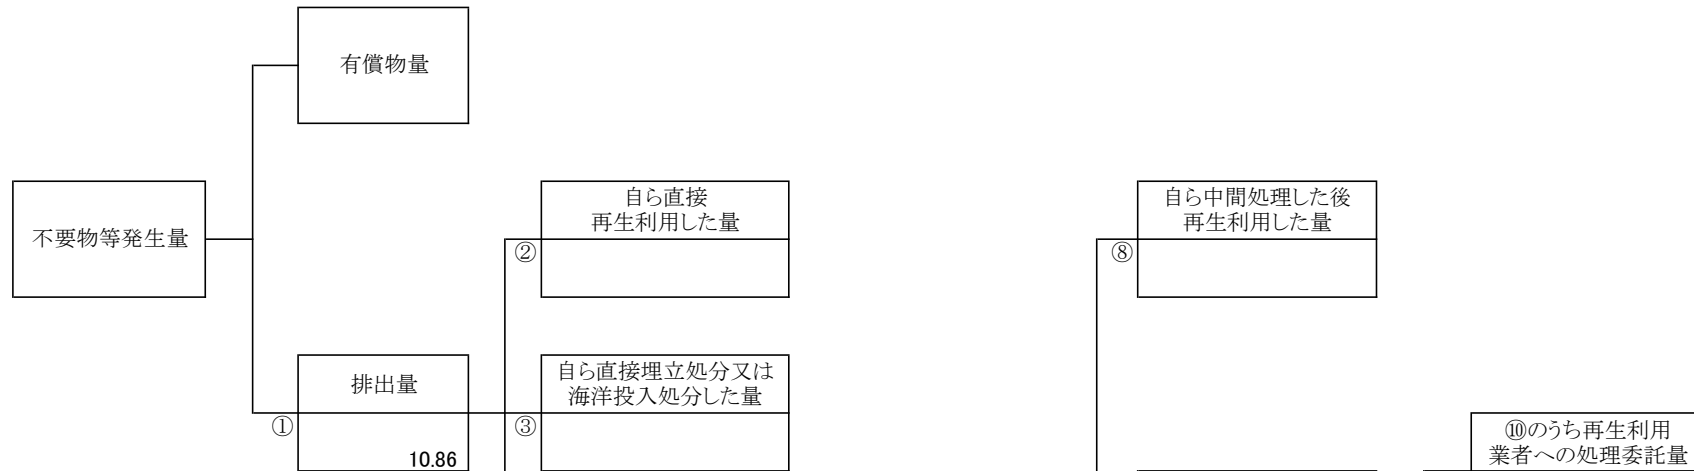 有償物量
不要物等発生量
自ら直接
再生利用した量
②
自ら中間処理した後
再生利用した量
⑧
排出量
①
10.86
自ら直接埋立処分又は
海洋投入処分した量
③
⑩のうち再生利用
業者への処理委託量